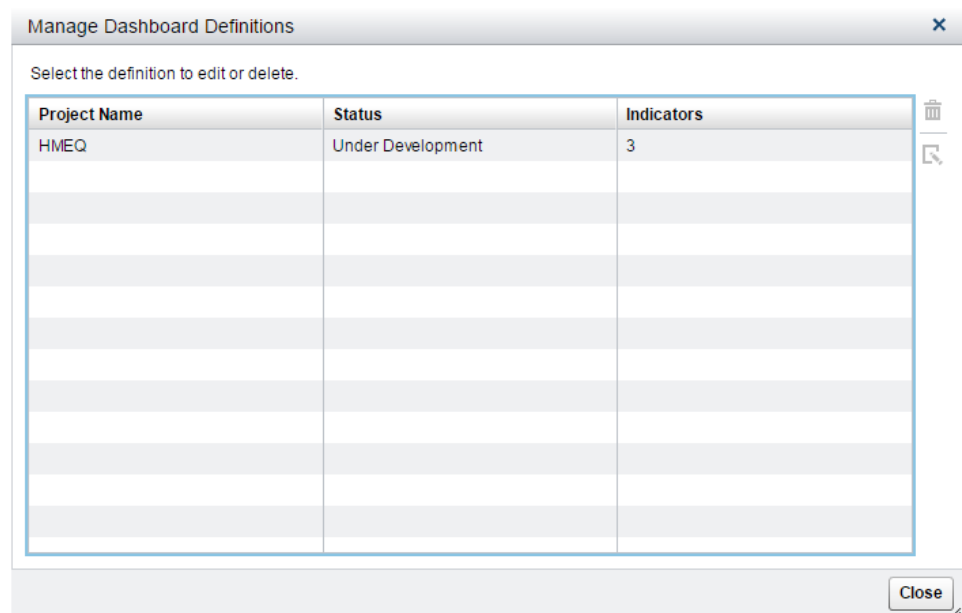 Manage Dashboard Definitions
Select the definition to edit or delete.
Project Name Status Indicators
HMEQ Under Development 3
Close